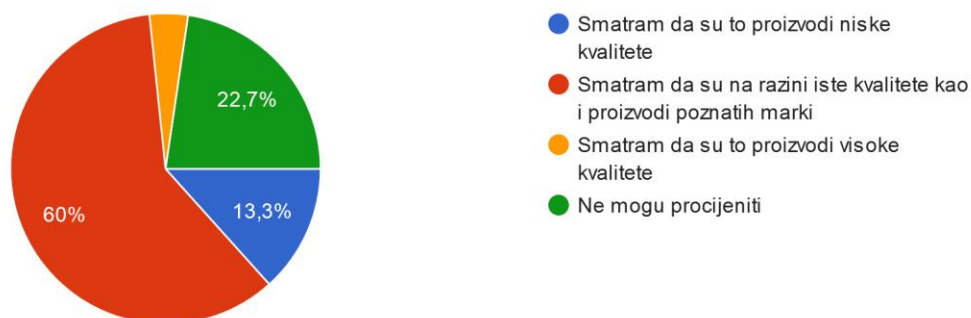 22,7%
13,3%
60%
Smatram da su to proizvodi niske
kvalitete
Smatram da su na razini iste kvalitete kao
i proizvodi poznatih marki
Smatram da su to proizvodi visoke
kvalitete
Ne mogu procijeniti